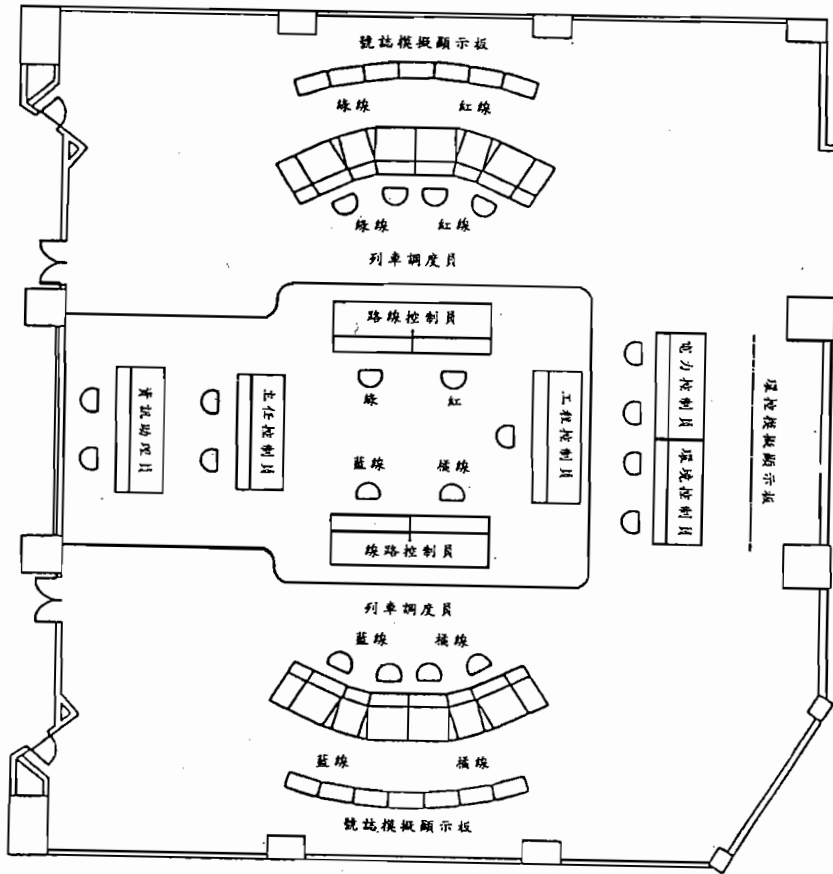 號誌模擬顯示板
綠線
紅線
綠線
紅線
列車調度員
路線控制員
綠
紅
資訊助理員
主任控制員
工程控制員
電力控制員
環境控制員
環控模擬顯示板
藍線
橘線
線路控制員
列車調度員
藍線
橘線
藍線
橘線
號誌模擬顯示板